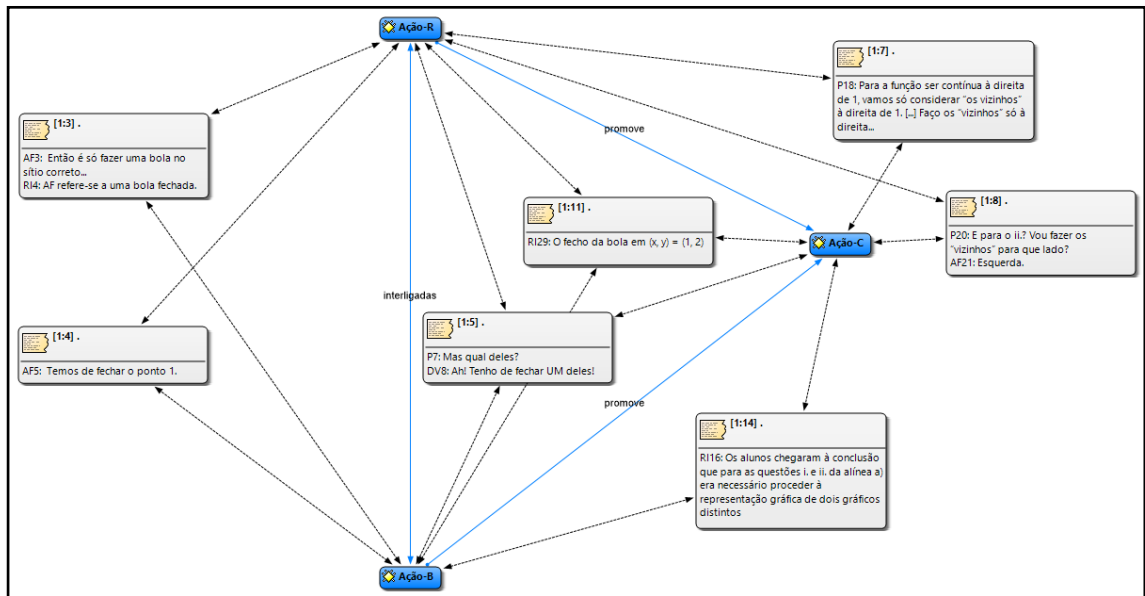 Ação-R
[1:7] .
P18: Para a função ser contínua à direita
de 1, vamos só considerar "os vizinhos"
à direita de 1. [...] Faço os "vizinhos" só à
direita...
promove
[1:3] .
AF3: Então é só fazer uma bola no
sítio correto...
RI4: AF refere-se a uma bola fechada.
[1:11] .
RI29: O fecho da bola em (x, y) = (1, 2)
[1:8] .
P20: E para o ii.? Vou fazer os
"vizinhos" para que lado?
AF21: Esquerda.
Ação-C
interligadas
[1:4] .
AF5: Temos de fechar o ponto 1.
[1:5] .
P7: Mas qual deles?
DV8: Ah! Tenho de fechar UM deles!
promove
[1:14] .
RI16: Os alunos chegaram à conclusão
que para as questões i. e ii. da alínea a)
era necessário proceder à
representação gráfica de dois gráficos
distintos
Ação-B